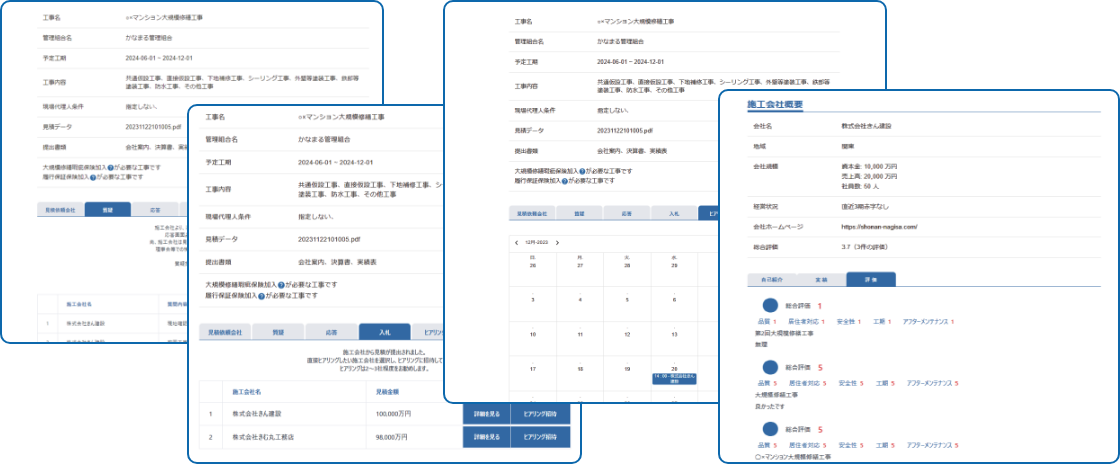 工事名 ○×マンション大規模修繕工事
管理組合名 かなまる管理組合
予定工期 2024-06-01 ~ 2024-12-01
工事内容 共通仮設工事、直接仮設工事、下地補修工事、シーリング工事、外壁等塗装工事、鉄部等
塗装工事、防水工事、その他工事
現場代理人条件 指定しない、
見積データ 20231122101005.pdf
提出書類 会社案内、決算書、実績
大規模修繕瑕疵保険加入?が必要な工事です
履行保証保険加入?が必要な工事です
見積依頼会社 質疑 応答
施工会社名 質問内容
1 株式会社きん建設 現地確認
工事名 ○×マンション大規模修繕工事
管理組合名 かなまる管理組合
予定工期 2024-06-01 ~ 2024-12-01
工事内容 共通仮設工事、直接仮設工事、下地補修工事、シ
塗装工事、防水工事、その他工事
現場代理人条件 指定しない、
見積データ 20231122101005.pdf
提出書類 会社案内、決算書、実績表
大規模修繕瑕疵保険加入?が必要な工事です
履行保証保険加入?が必要な工事です
見積依頼会社 質疑 応答 入札 ヒアリン
施工会社から見積が提出されました。
直接ヒアリングしたい施工会社を選択し、ヒアリングに招待して
ヒアリングは2〜3社程度をお勧めします。
施工会社名 見積金額
1 株式会社きん建設 100,000万円 詳細を見る ヒアリング招待
2 株式会社きむ丸工務店 98,000万円 詳細を見る ヒアリング招待
工事名 ○×マンション大規模修繕工事
管理組合名 かなまる管理組合
予定工期 2024-06-01 ~ 2024-12-01
工事内容 共通仮設工事、直接仮設工事、下地補修工事、シーリング工事、外壁等塗装工事、鉄部等
塗装工事、防水工事、その他工事
現場代理人条件 指定しない、
見積データ 20231122101005.pdf
提出書類 会社案内、決算書、実績表
大規模修繕瑕疵保険加入?が必要な工事です
履行保証保険加入?が必要な工事です
見積依頼会社 質疑 応答 入札 ヒア
< 12月-2023 >
日 月 火 水
26 27 28 29
3 4 5 6
10 11 12 13
17 18 19 20
14:00 - 株式会社きん
建設
施工会社概要
会社名 株式会社きん建設
地域 関東
会社規模 資本金: 10,000 万円
売上高: 20,000 万円
社員数: 50 人
経営状況 直近3期赤字なし
会社ホームページ https://shonan-nagisa.com/
総合評価 3.7（3件の評価）
自己紹介 実績 評価
総合評価 1
品質 1 居住者対応 1 安全性 1 工期 1 アフターメンテナンス 1
第2回大規模修繕工事
無理
総合評価 5
品質 5 居住者対応 5 安全性 5 工期 5 アフターメンテナンス 5
大規模修繕工事
良かったです
総合評価 5
品質 5 居住者対応 5 安全性 5 工期 5 アフターメンテナンス 5
○×マンション大規模修繕工事